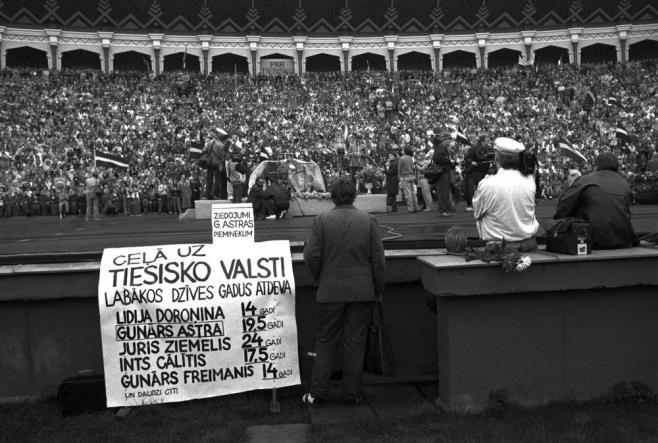 PAR
ZIEDOJUMI
G. ASTRAS
PIEMINEKLIM
CEĻĀ UZ
TIESISKO VALSTI
LABĀKOS DZĪVES GADUS ATDEVA
LIDIJA DORONINA 14 GADI
GUNĀRS ASTRA 19,5 GADI
JURIS ZIEMELIS 24 GADI
INTS CĀLĪTIS 17,5 GADI
GUNĀRS FREIMANIS 14 GADI
UN DAUDZI CITI